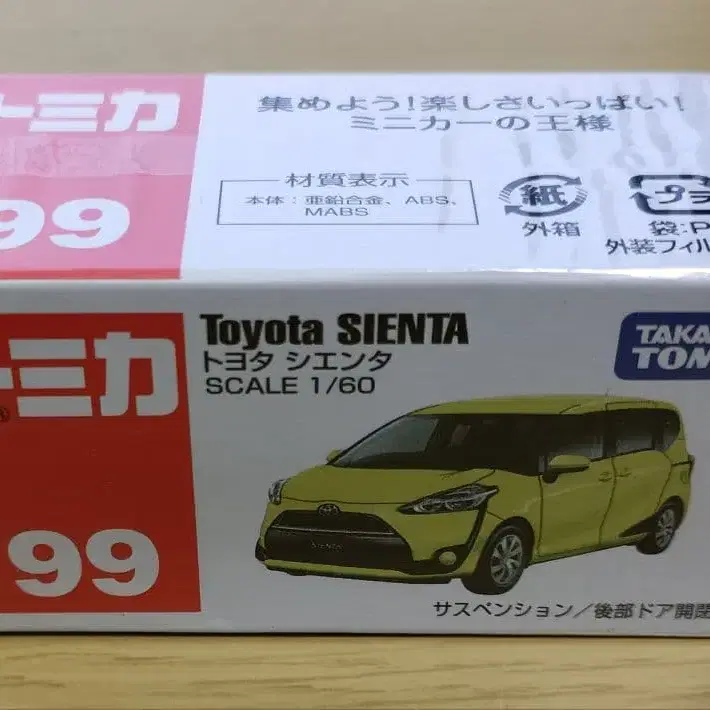 トミカ
99
集めよう!楽しさいっぱい!
ミニカーの王様
材質表示
本体:亜鉛合金、ABS、
MABS
紙
外箱
プラ
袋:P
外装フィル
トミカ
®
99
Toyota SIENTA
トヨタ シエンタ
SCALE 1/60
TAKA
TOM
SIENTA
サスペンション/後部ドア開閉